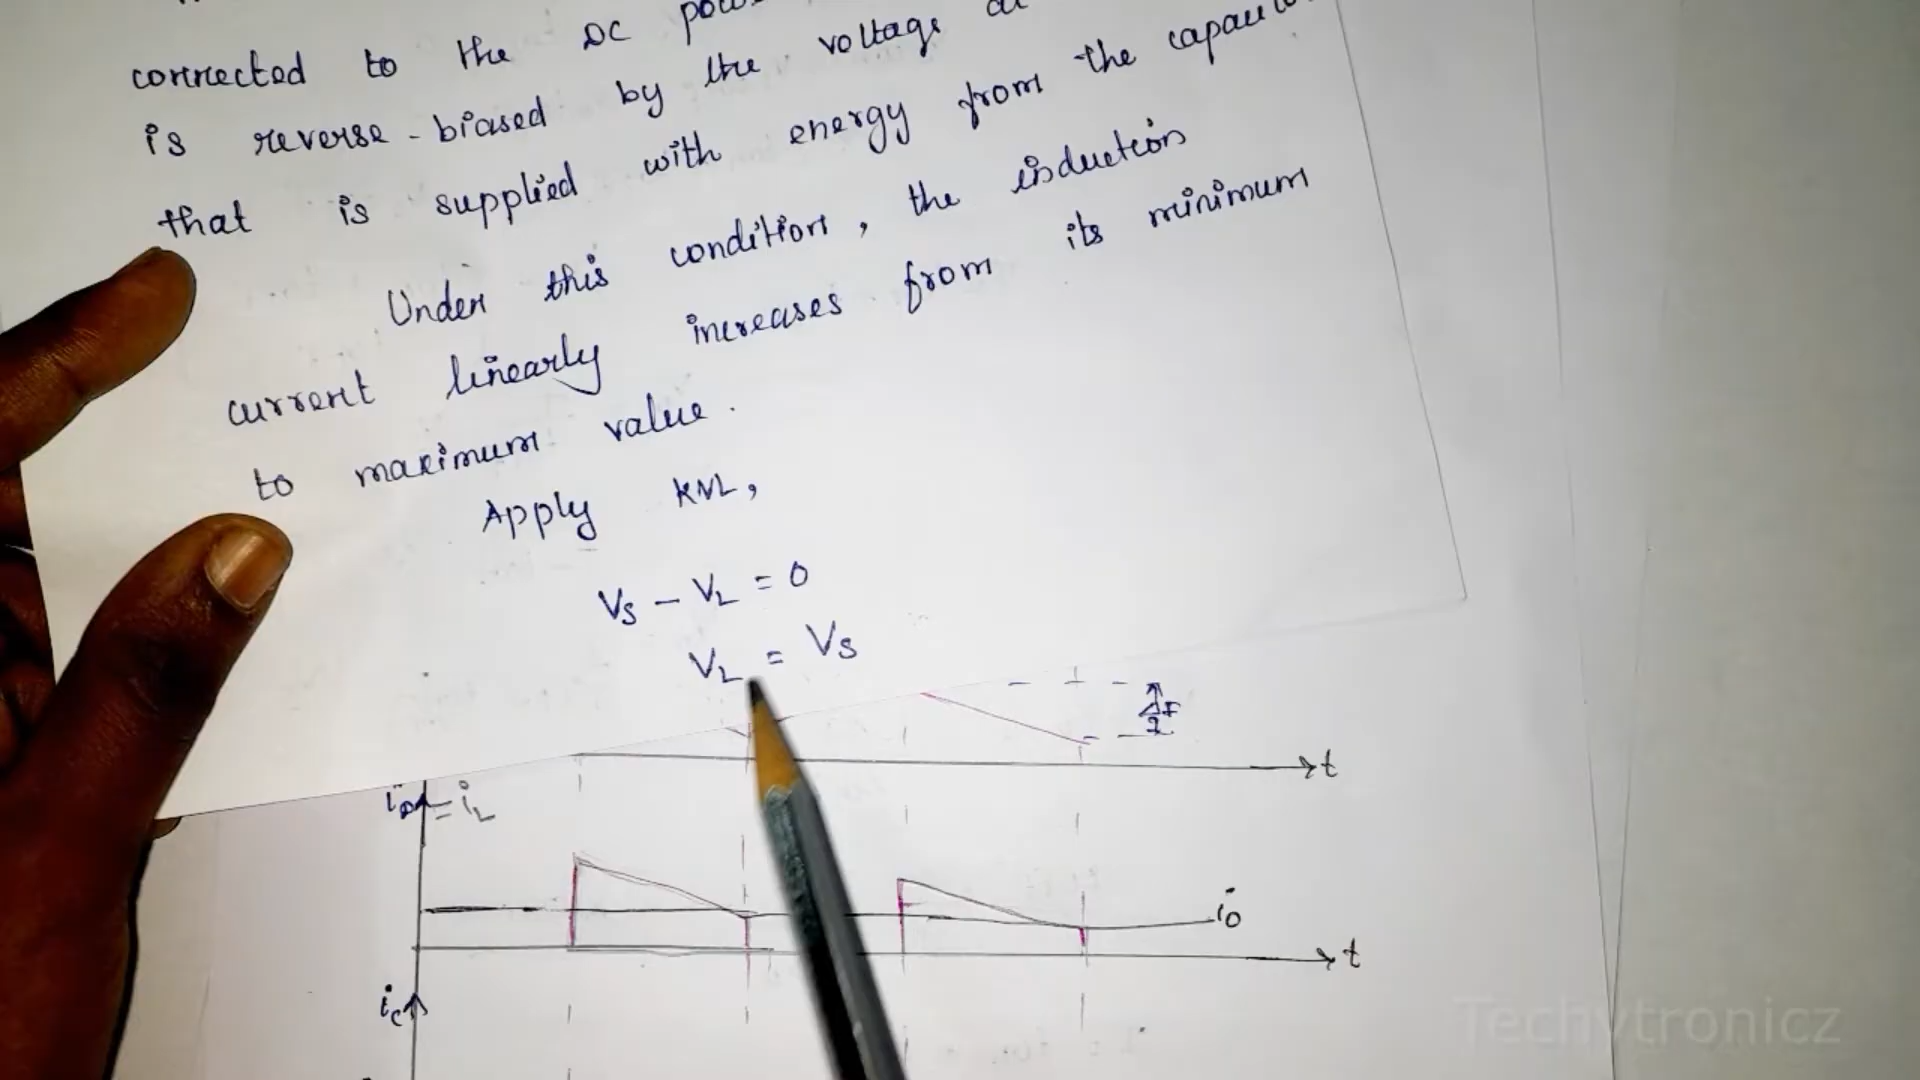 connected to the DC
is reverse-biased by the voltage
that is supplied with energy from the
Under this condition, the
current linearly increases from its minimum
to maximum value.
Apply KVL,
Vs - VL = 0
VL = Vs
t
= iL
io
t
ic
Techytronicz